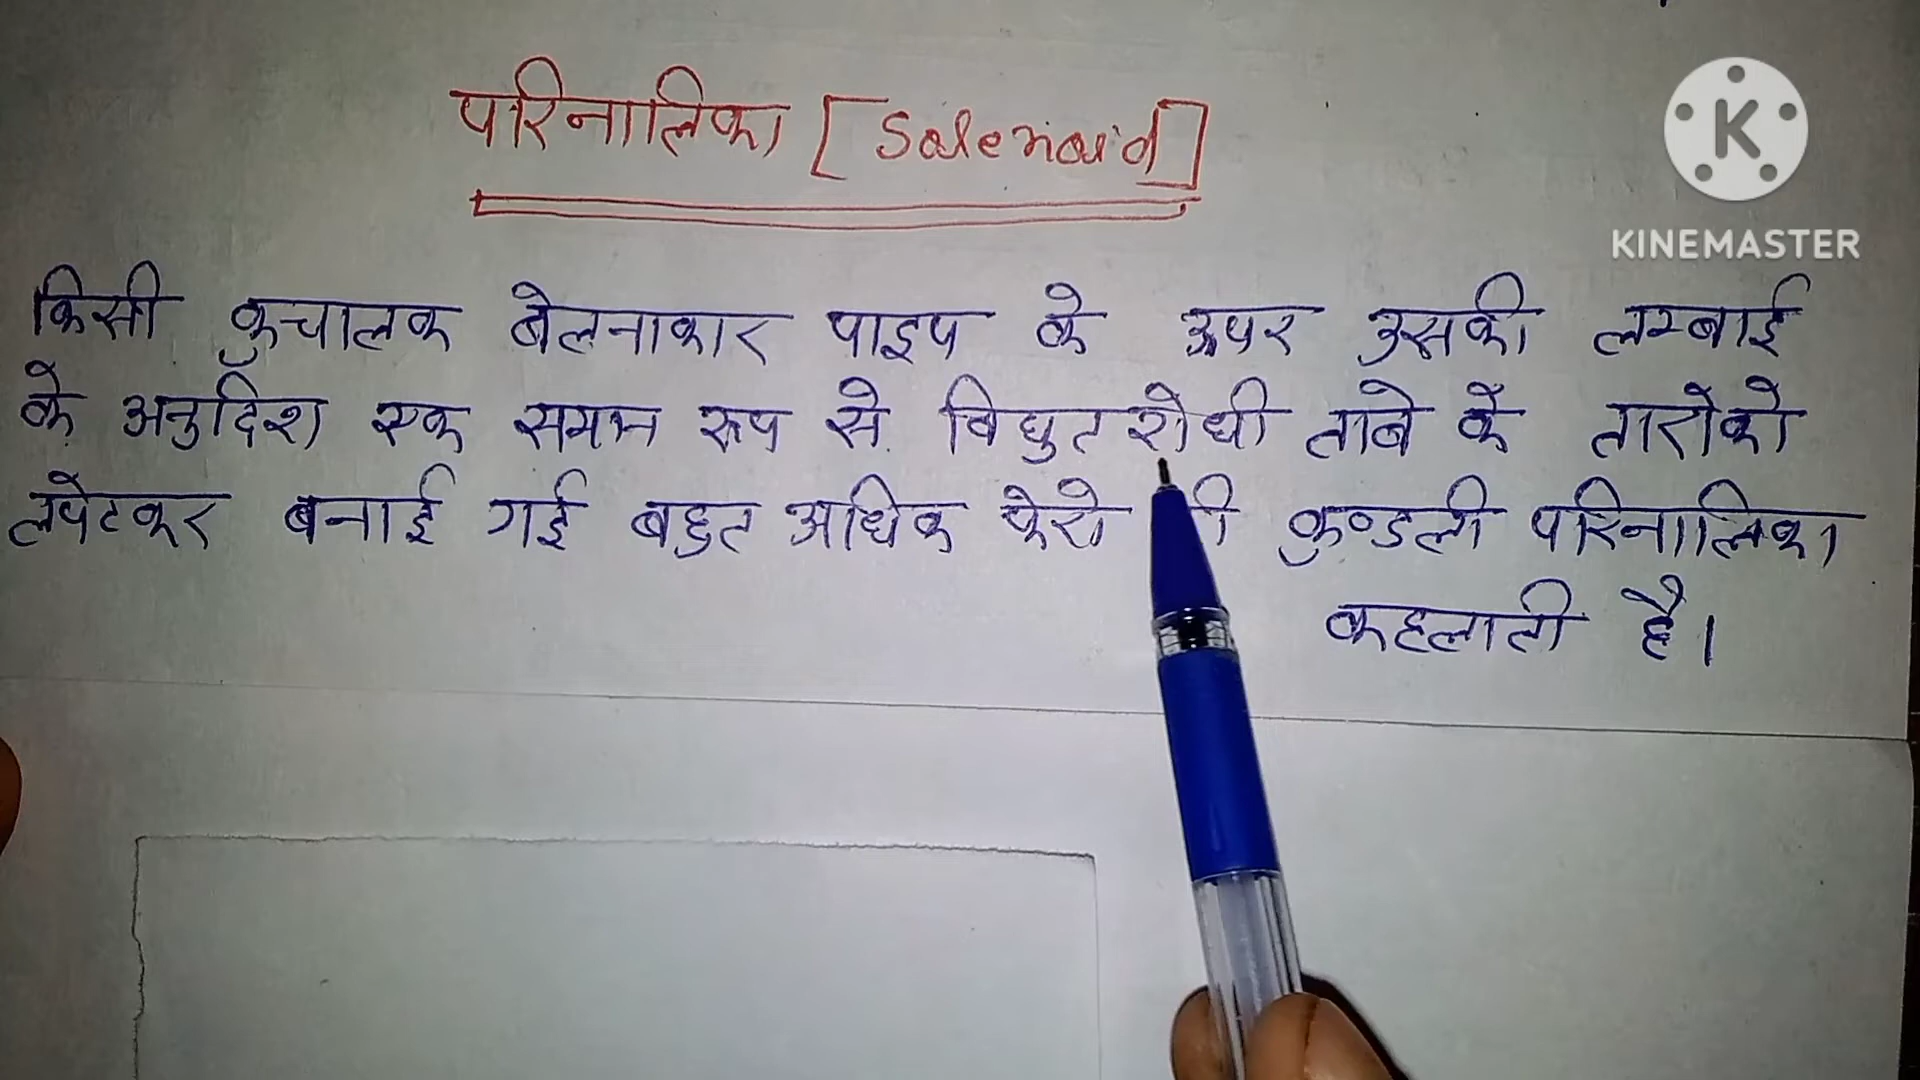 परिनालिका [Solenoid]
K
KINEMASTER
किसी कुचालक बेलनाकार पाइप के ऊपर उसकी लम्बाई
के अनुदिश एक समान रूप से विघुतरोधी ताबे के तारोको
लपेटकर बनाई गई बहुत अधिक फेरो कुण्डली परिनालिका
कहलाती है।